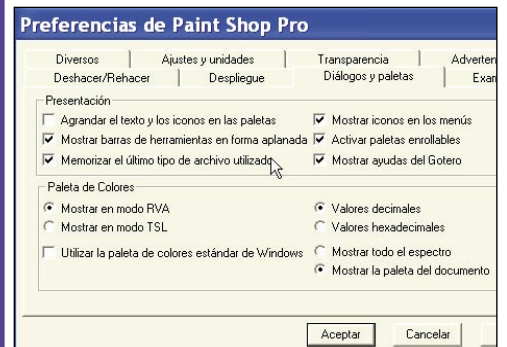 Preferencias de Paint Shop Pro
Diversos Ajustes y unidades Transparencia Adverten
Deshacer/Rehacer Despliegue Diálogos y paletas Exan
Presentación
Agrandar el texto y los iconos en las paletas Mostrar iconos en los menús
Mostrar barras de herramientas en forma aplanada Activar paletas enrollables
Memorizar el último tipo de archivo utilizado Mostrar ayudas del Gotero
Paleta de Colores
Mostrar en modo RVA Valores decimales
Mostrar en modo TSL Valores hexadecimales
Utilizar la paleta de colores estándar de Windows Mostrar todo el espectro
Mostrar la paleta del documento
Aceptar Cancelar